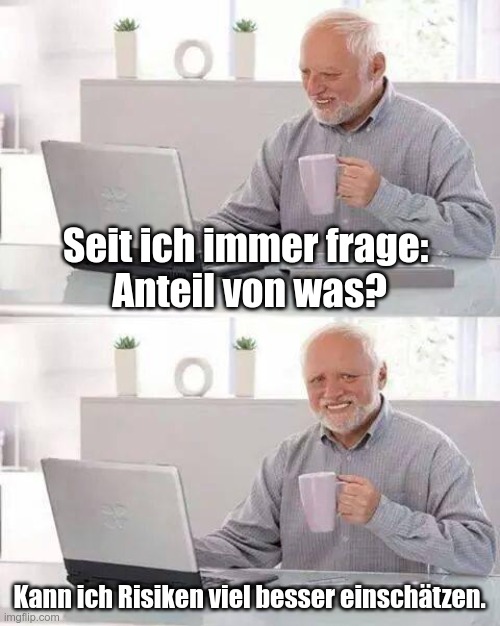 Seit ich immer frage:
Anteil von was?
Kann ich Risiken viel besser einschätzen.
imgflip.com